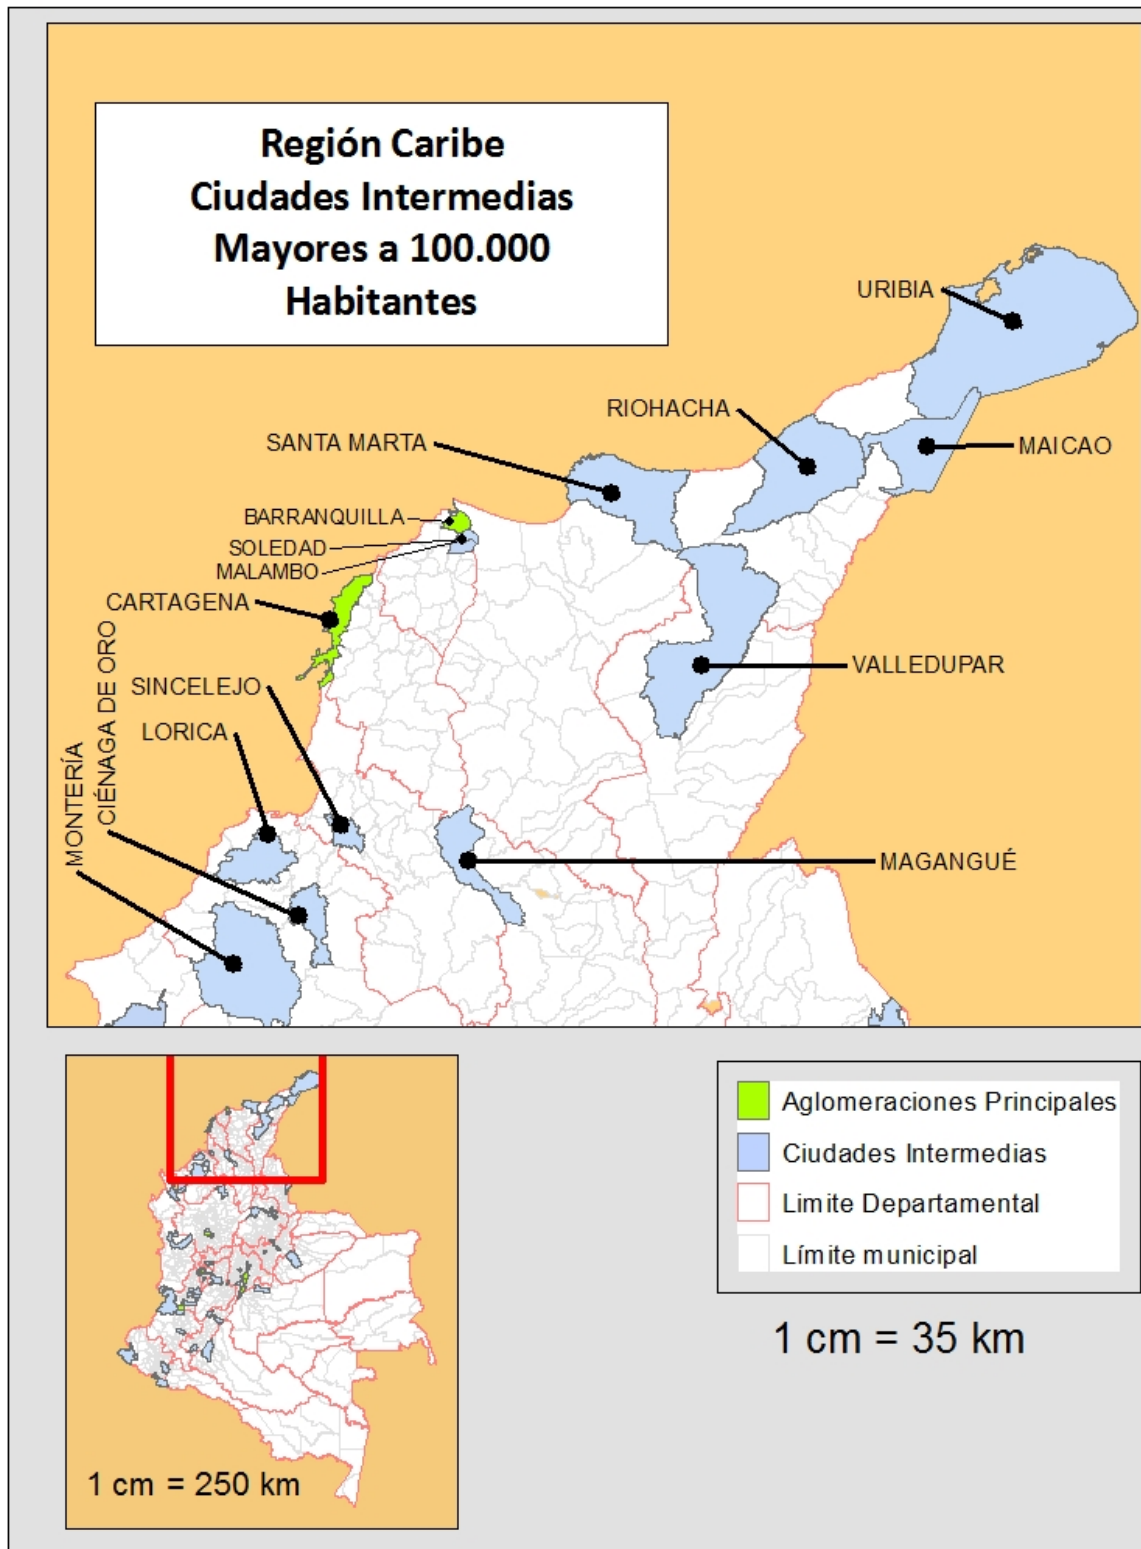 Región Caribe
Ciudades Intermedias
Mayores a 100.000
Habitantes
URIBIA
RIOHACHA
SANTA MARTA
MAICAO
BARRANQUILLA
SOLEDAD
MALAMBO
CARTAGENA
VALLEDUPAR
SINCELEJO
LORICA
CIÉNAGA DE ORO
MONTERÍA
MAGANGUÉ
Aglomeraciones Principales
Ciudades Intermedias
Limite Departamental
Límite municipal
1 cm = 35 km
1 cm = 250 km